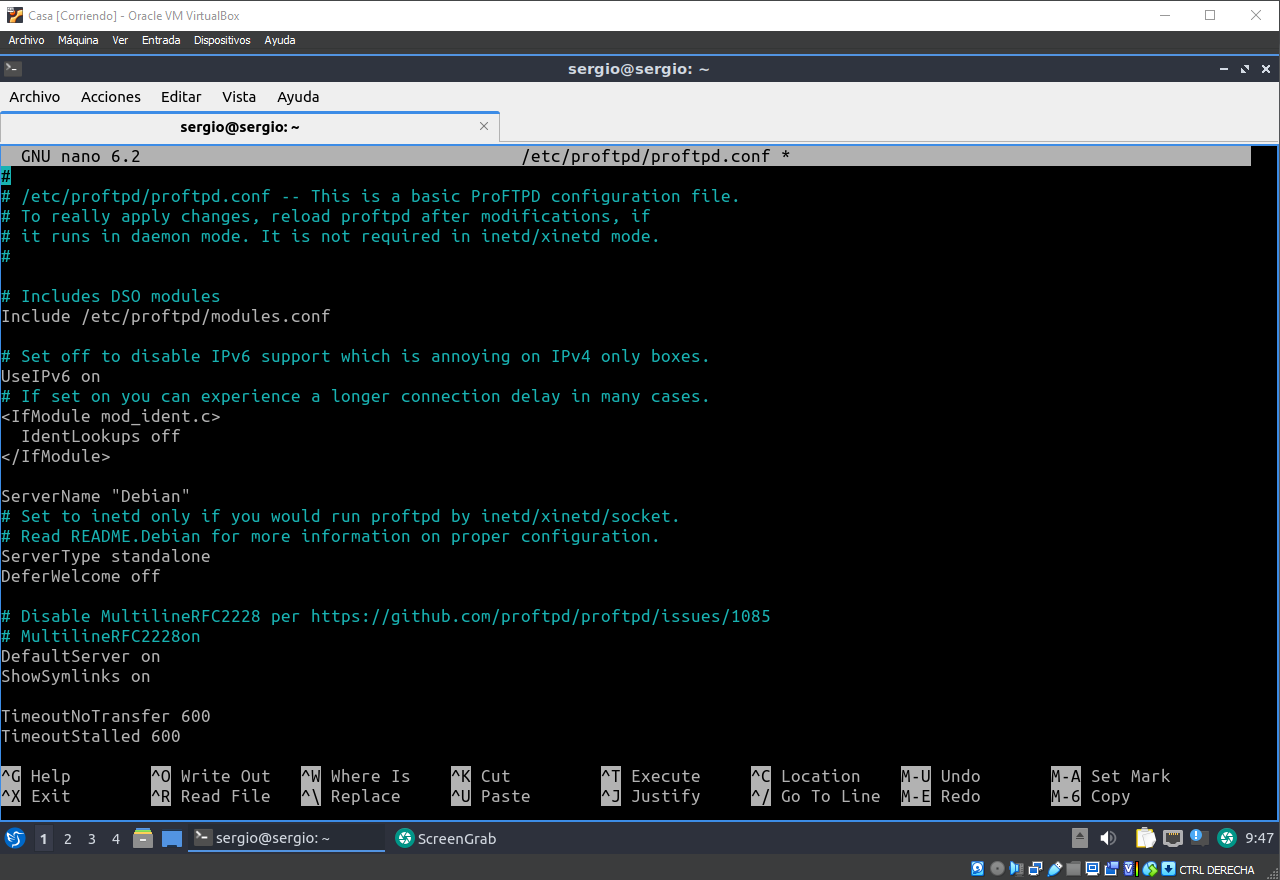 Casa [Corriendo] - Oracle VM VirtualBox
Archivo Máquina Ver Entrada Dispositivos Ayuda
sergio@sergio: ~
Archivo Acciones Editar Vista Ayuda
sergio@sergio: ~
GNU nano 6.2 /etc/proftpd/proftpd.conf *
#
# /etc/proftpd/proftpd.conf -- This is a basic ProFTPD configuration file.
# To really apply changes, reload proftpd after modifications, if
# it runs in daemon mode. It is not required in inetd/xinetd mode.
#
# Includes DSO modules
Include /etc/proftpd/modules.conf
# Set off to disable IPv6 support which is annoying on IPv4 only boxes.
UseIPv6 on
# If set on you can experience a longer connection delay in many cases.
<IfModule mod_ident.c>
  IdentLookups off
</IfModule>
ServerName "Debian"
# Set to inetd only if you would run proftpd by inetd/xinetd/socket.
# Read README.Debian for more information on proper configuration.
ServerType standalone
DeferWelcome off
# Disable MultilineRFC2228 per https://github.com/proftpd/proftpd/issues/1085
# MultilineRFC2228on
DefaultServer on
ShowSymlinks on
TimeoutNoTransfer 600
TimeoutStalled 600
^G Help ^O Write Out ^W Where Is ^K Cut ^T Execute ^C Location M-U Undo M-A Set Mark
^X Exit ^R Read File ^\ Replace ^U Paste ^J Justify ^/ Go To Line M-E Redo M-6 Copy
1 2 3 4 sergio@sergio: ~ ScreenGrab 9:47
CTRL DERECHA